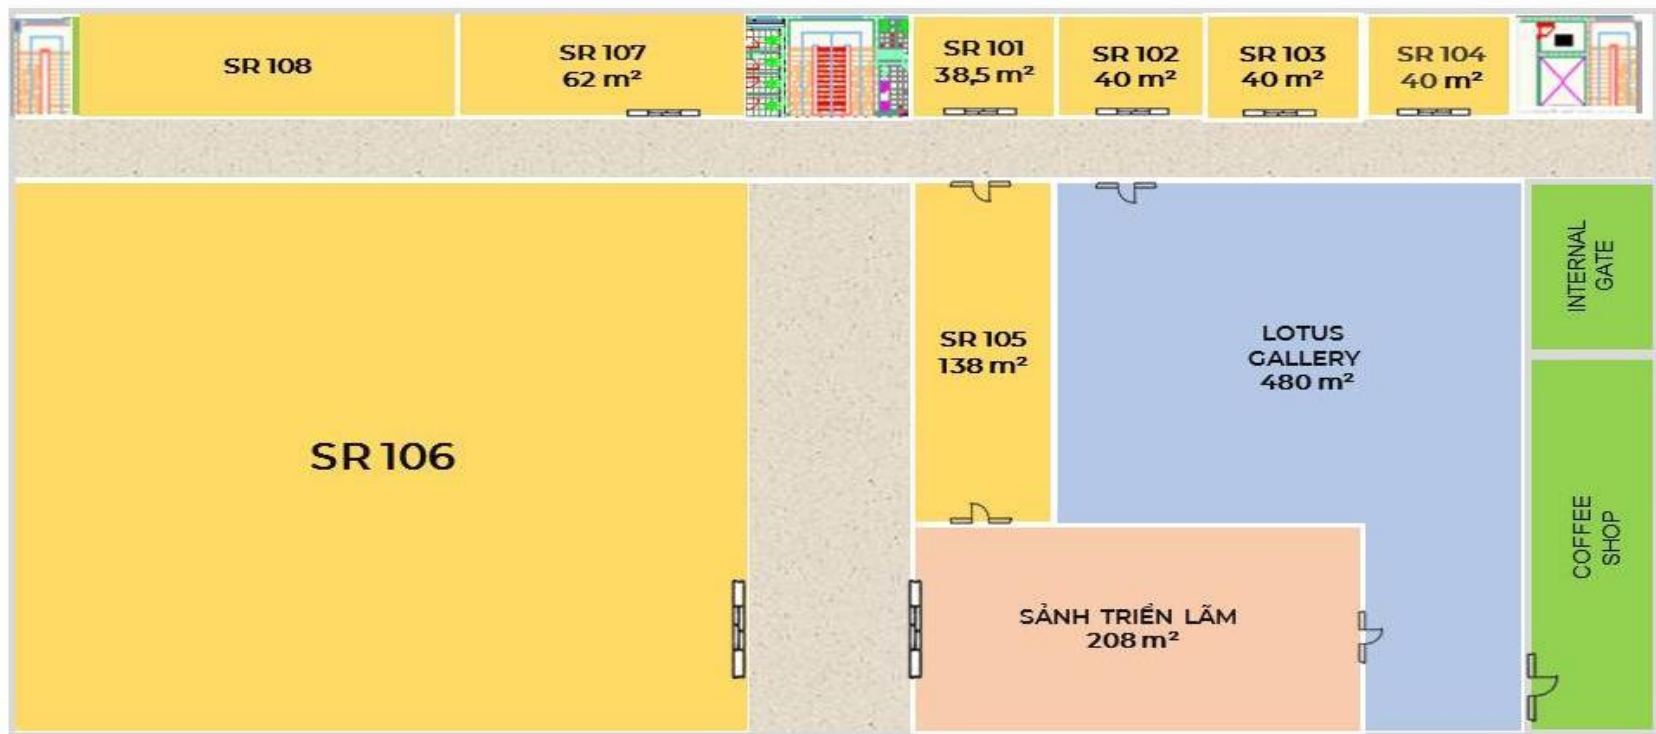 SR 108
SR 107
62 m²
SR 101
38,5 m²
SR 102
40 m²
SR 103
40 m²
SR 104
40 m²
SR 106
SR 105
138 m²
LOTUS
GALLERY
480 m²
INTERNAL
GATE
COFFEE
SHOP
SẢNH TRIỂN LÃM
208 m²